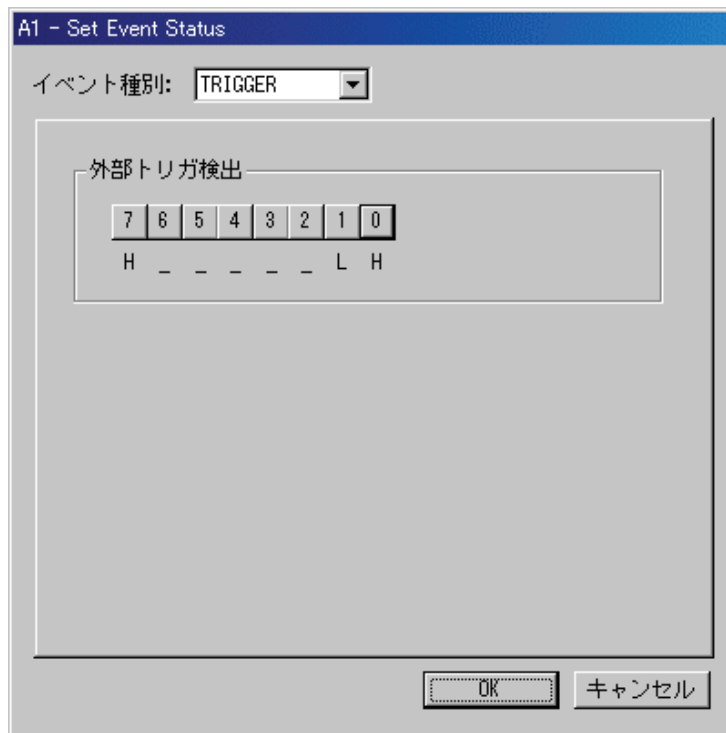 A1 - Set Event Status
イベント種別: TRIGGER
外部トリガ検出
7 6 5 4 3 2 1 0
H _ _ _ _ _ L H
OK キャンセル